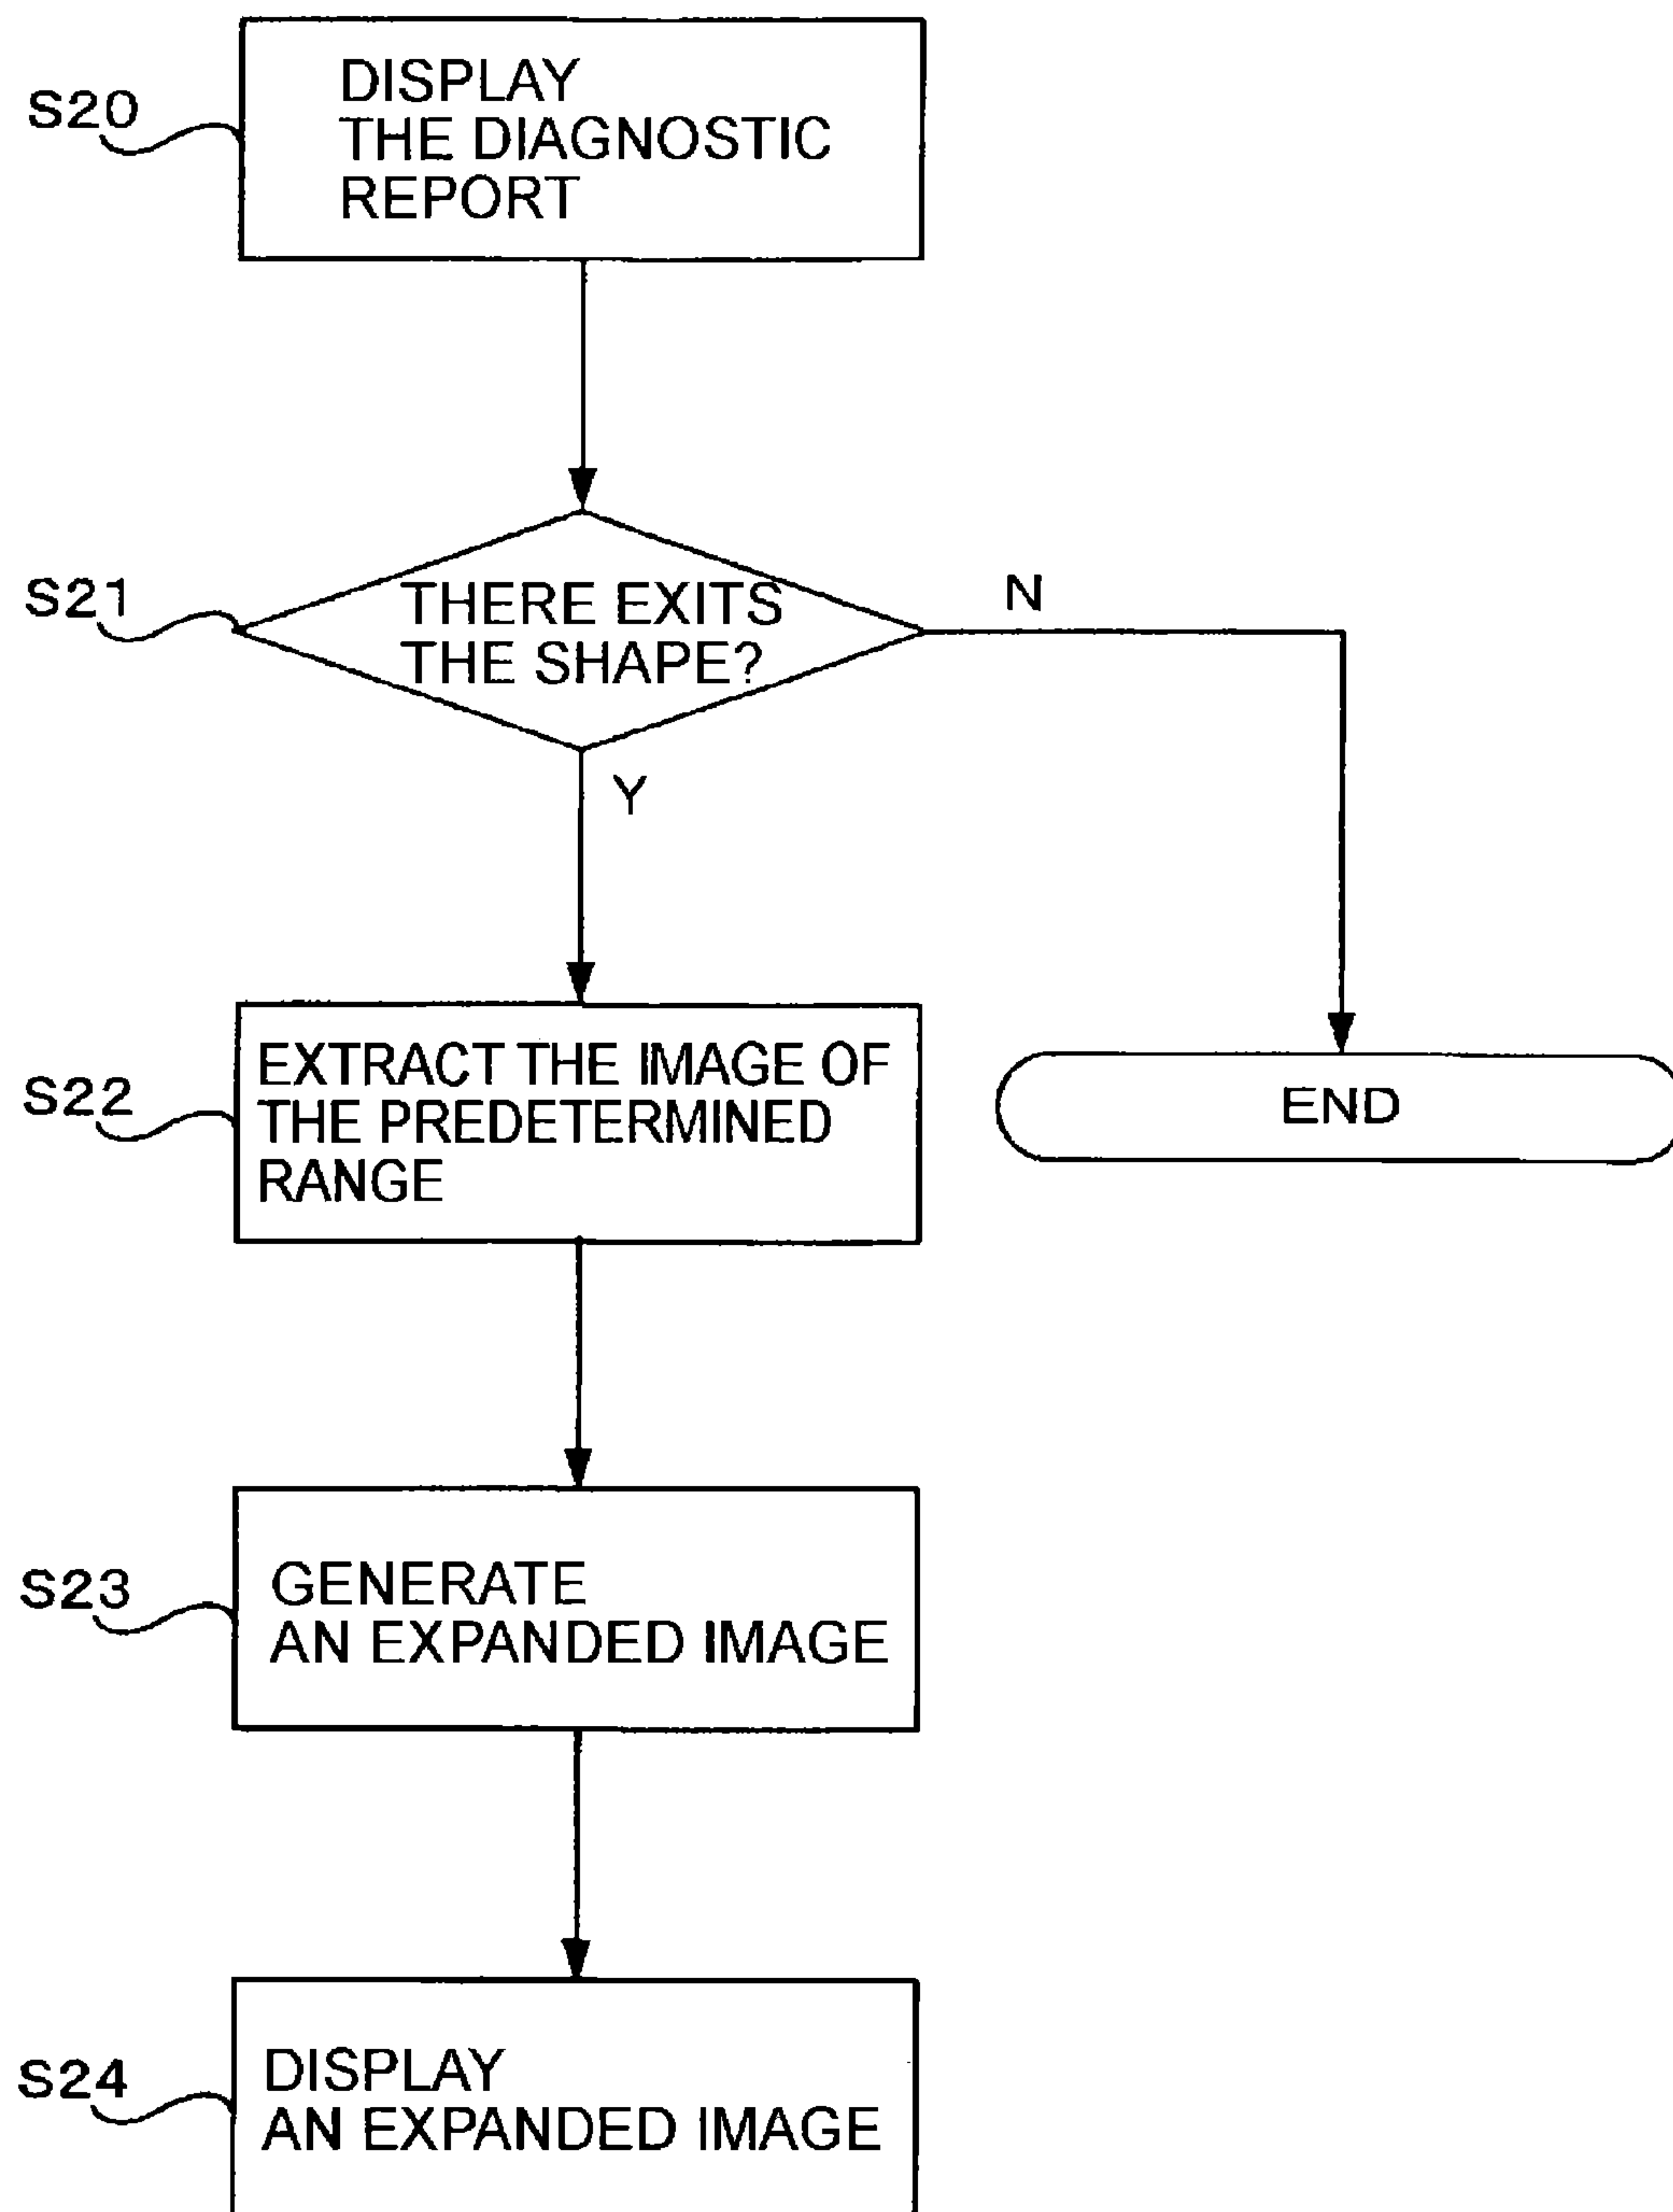 S20
DISPLAY
THE DIAGNOSTIC
REPORT
S21
THERE EXITS
THE SHAPE?
N
Y
S22
EXTRACT THE IMAGE OF
THE PREDETERMINED
RANGE
END
S23
GENERATE
AN EXPANDED IMAGE
S24
DISPLAY
AN EXPANDED IMAGE